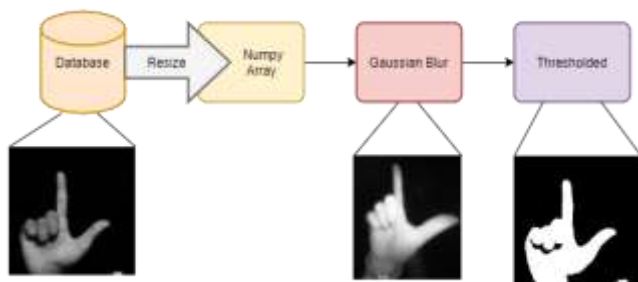 Database
Resize
Numpy
Array
Gaussian Blur
Thresholded